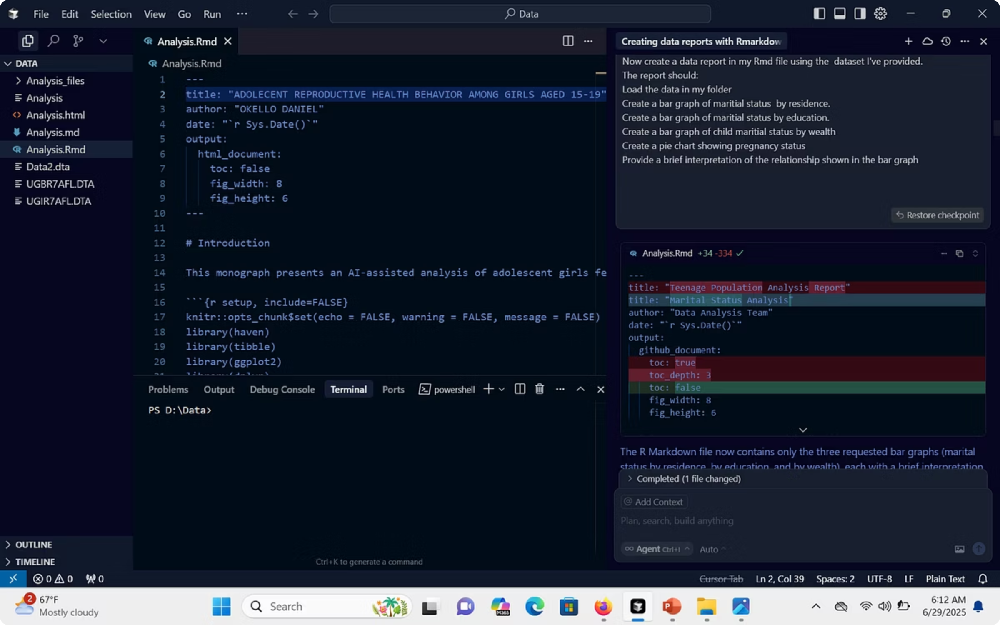 File Edit Selection View Go Run ··· Data
DATA
Analysis_files
Analysis
Analysis.html
Analysis.md
Analysis.Rmd
Data2.dta
UGBR7AFL.DTA
UGIR7AFL.DTA
OUTLINE
TIMELINE
Analysis.Rmd
Analysis.Rmd
1 ---
2 title: "ADOLECENT REPRODUCTIVE HEALTH BEHAVIOR AMONG GIRLS AGED 15-19"
3 author: "OKELLO DANIEL"
4 date: "`r Sys.Date()`"
5 output:
6 html_document:
7 toc: false
8 fig_width: 8
9 fig_height: 6
10 ---
11
12 # Introduction
13
14 This monograph presents an AI-assisted analysis of adolescent girls fe
15
16 ```{r setup, include=FALSE}
17 knitr::opts_chunk$set(echo = FALSE, warning = FALSE, message = FALSE)
18 library(haven)
19 library(tibble)
20 library(ggplot2)
Problems Output Debug Console Terminal Ports powershell
PS D:\Data>
Ctrl+K to generate a command
Creating data reports with Rmarkdow
Now create a data report in my Rmd file using the  dataset I've provided.
The report should:
Load the data in my folder
Create a bar graph of maritial status  by residence.
Create a bar graph of maritial status by education.
Create a bar graph of child maritial status by wealth
Create a pie chart showing pregnancy status
Provide a brief interpretation of the relationship shown in the bar graph
Restore checkpoint
Analysis.Rmd +34 -334
---
title: "Teenage Population Analysis Report"
title: "Marital Status Analysis"
author: "Data Analysis Team"
date: "`r Sys.Date()`"
output:
github_document:
toc: true
toc_depth: 3
toc: false
fig_width: 8
fig_height: 6
The R Markdown file now contains only the three requested bar graphs (marital
status by residence, by education, and by wealth), each with a brief interpretation
Completed (1 file changed)
@ Add Context
Plan, search, build anything
Agent Ctrl+I Auto
0 0 0 Cursor Tab Ln 2, Col 39 Spaces: 2 UTF-8 LF Plain Text
2 67°F
Mostly cloudy
Search
M365
P
6:12 AM
6/29/2025